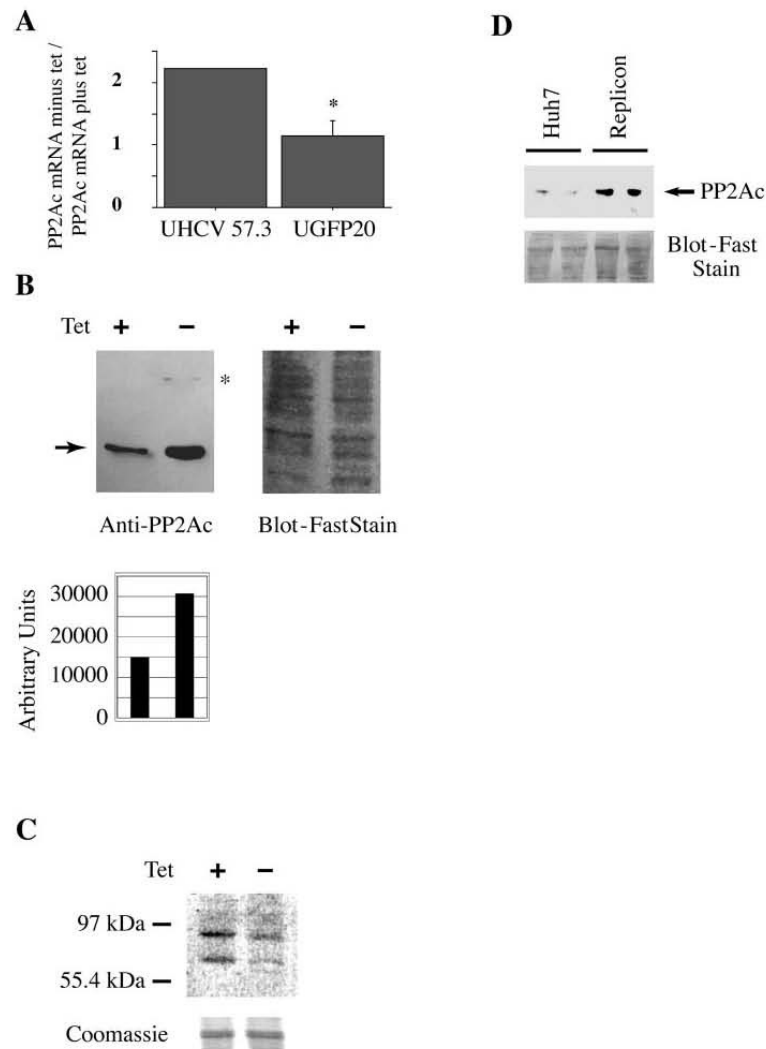 A
PP2Ac mRNA minus tet /
PP2Ac mRNA plus tet
2
1
0
*
UHCV 57.3 UGFP20
B
Tet + − + −
*
Anti-PP2Ac Blot-FastStain
Arbitrary Units
30000
20000
10000
0
C
Tet + −
97 kDa
55.4 kDa
Coomassie
D
Huh7
Replicon
PP2Ac
Blot-Fast
Stain